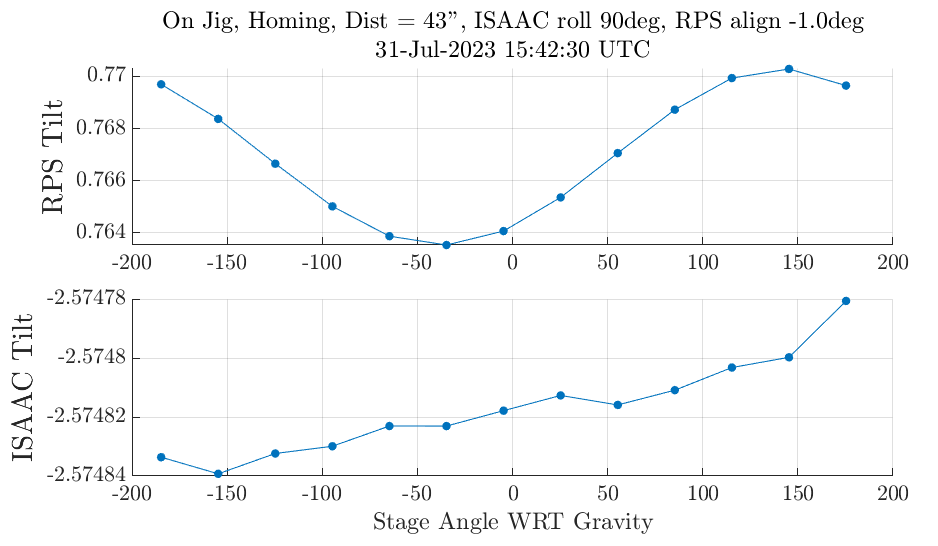 On Jig, Homing, Dist = 43”, ISAAC roll 90deg, RPS align -1.0deg
31-Jul-2023 15:42:30 UTC
RPS Tilt
0.77
0.768
0.766
0.764
-200 -150 -100 -50 0 50 100 150 200
ISAAC Tilt
-2.57478
-2.5748
-2.57482
-2.57484
-200 -150 -100 -50 0 50 100 150 200
Stage Angle WRT Gravity